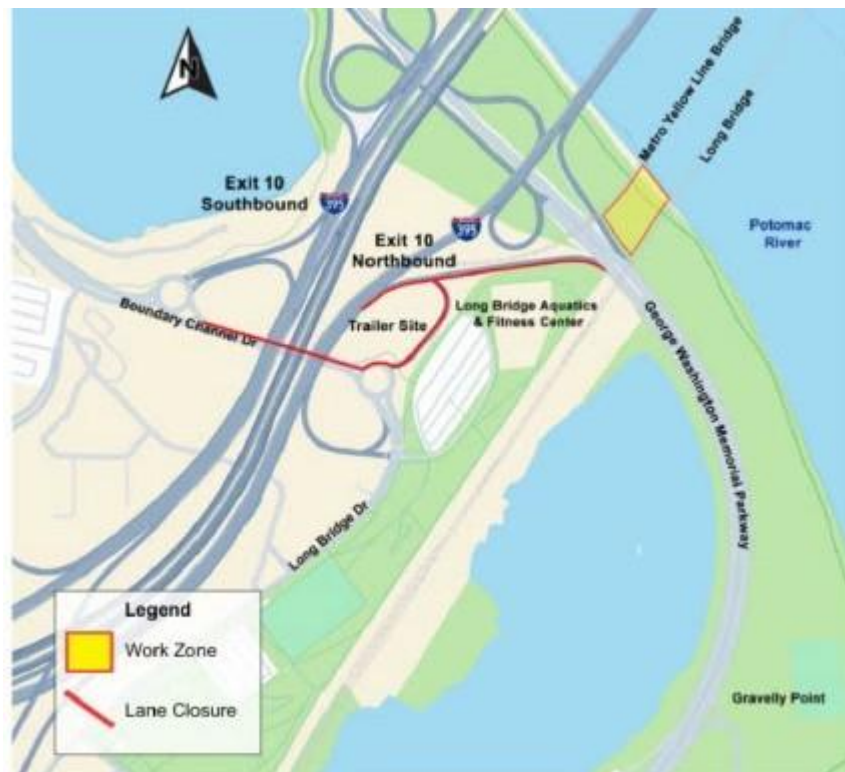 N
Metro Yellow Line Bridge
Long Bridge
Exit 10
Southbound
395
Exit 10
Northbound
395
Potomac
River
Boundary Channel Dr
Trailer Site
Long Bridge Aquatics
& Fitness Center
George Washington Memorial Parkway
Long Bridge Dr
Legend
Work Zone
Lane Closure
Gravelly Point